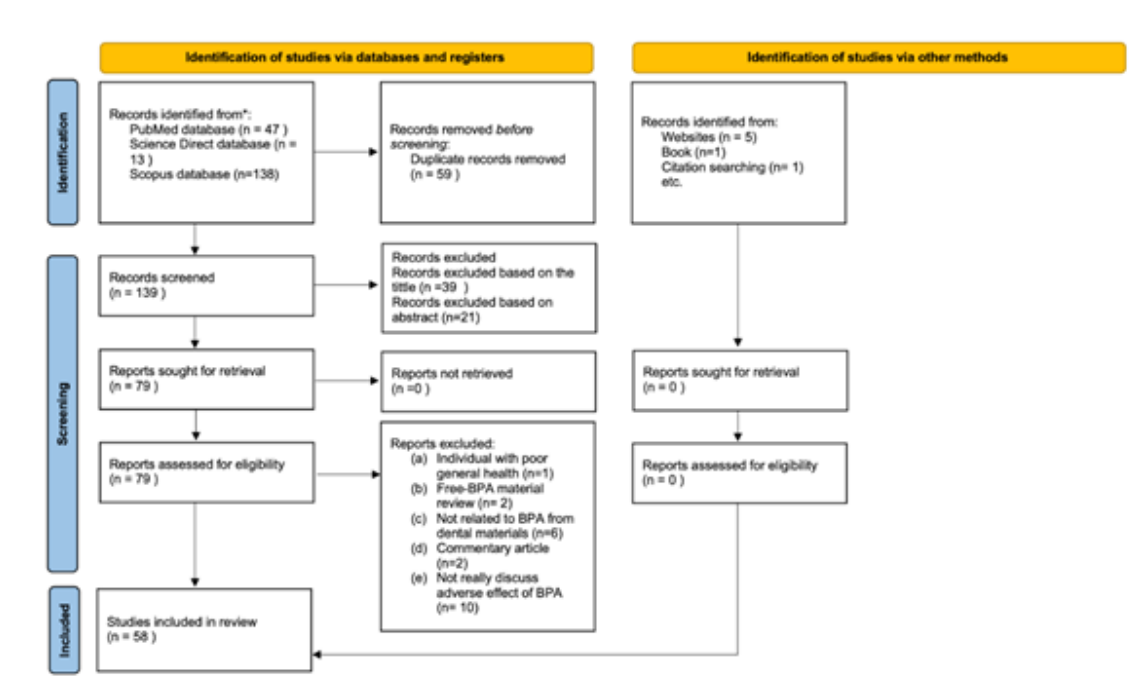 Identification of studies via databases and registers
Identification of studies via other methods
Identification
Records identified from*:
PubMed database (n = 47 )
Science Direct database (n =
13 )
Scopus database (n=138)
Records removed before
screening:
Duplicate records removed
(n = 59 )
Records identified from:
Websites (n = 5)
Book (n=1)
Citation searching (n= 1)
etc.
Screening
Records screened
(n = 139 )
Records excluded
Records excluded based on the
tittle (n =39 )
Records excluded based on
abstract (n=21)
Reports sought for retrieval
(n = 79 )
Reports not retrieved
(n =0 )
Reports sought for retrieval
(n = 0 )
Reports assessed for eligibility
(n = 79 )
Reports excluded:
(a) Individual with poor
general health (n=1)
(b) Free-BPA material
review (n= 2)
(c) Not related to BPA from
dental materials (n=6)
(d) Commentary article
(n=2)
(e) Not really discuss
adverse effect of BPA
(n= 10)
Reports assessed for eligibility
(n = 0 )
Included
Studies included in review
(n = 58 )